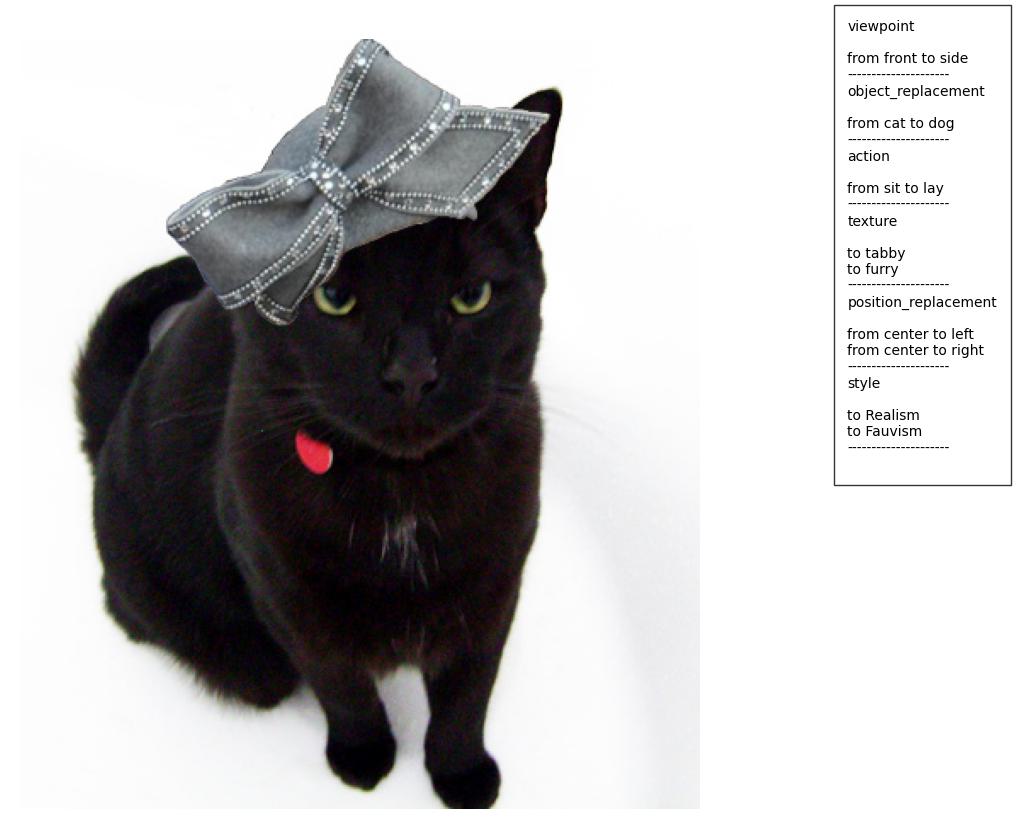 viewpoint
from front to side
---------------------
object_replacement
from cat to dog
---------------------
action
from sit to lay
---------------------
texture
to tabby
to furry
---------------------
position_replacement
from center to left
from center to right
---------------------
style
to Realism
to Fauvism
---------------------